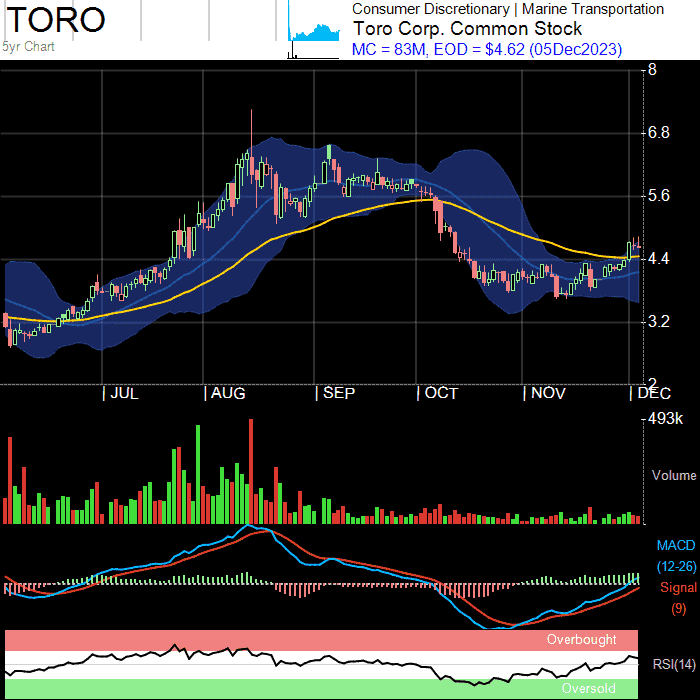 TORO
5yr Chart
Consumer Discretionary | Marine Transportation
Toro Corp. Common Stock
MC = 83M, EOD = $4.62 (05Dec2023)
8
6.8
5.6
4.4
3.2
2
| JUL | AUG | SEP | OCT | NOV | DEC
493k
Volume
MACD
(12-26)
Signal
(9)
Overbought
RSI(14)
Oversold